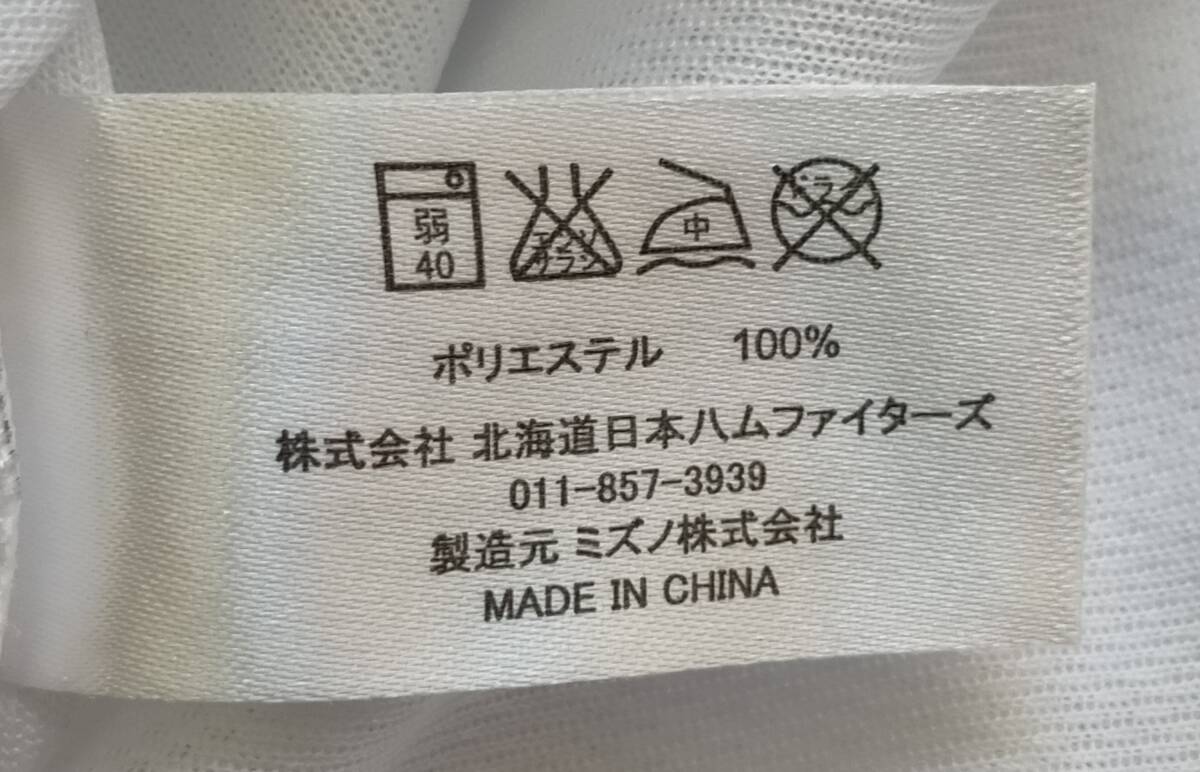 弱 40
エンソサラシ
中
ドライ
ポリエステル 100%
株式会社 北海道日本ハムファイターズ
011-857-3939
製造元 ミズノ株式会社
MADE IN CHINA